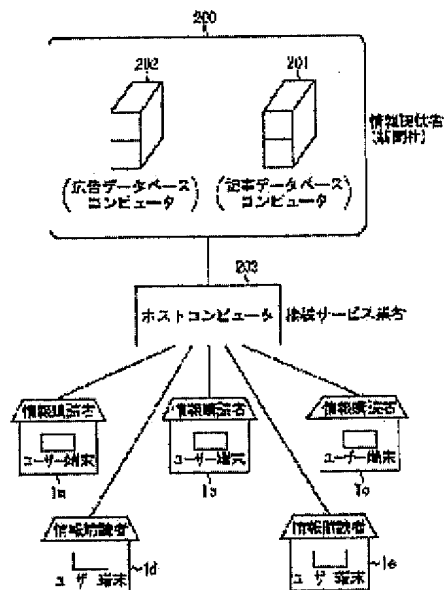 200
202
201
情報提供者
(新聞社)
(広告データベース
コンピュータ)
(記事データベース
コンピュータ)
203
ホストコンピュータ
接続サービス業者
情報購読者
ユーザー端末
1a
情報購読者
ユーザー端末
1b
情報購読者
ユーザー端末
1c
情報購読者
ユーザ 端末
1d
情報購読者
ユーザ 端末
1e